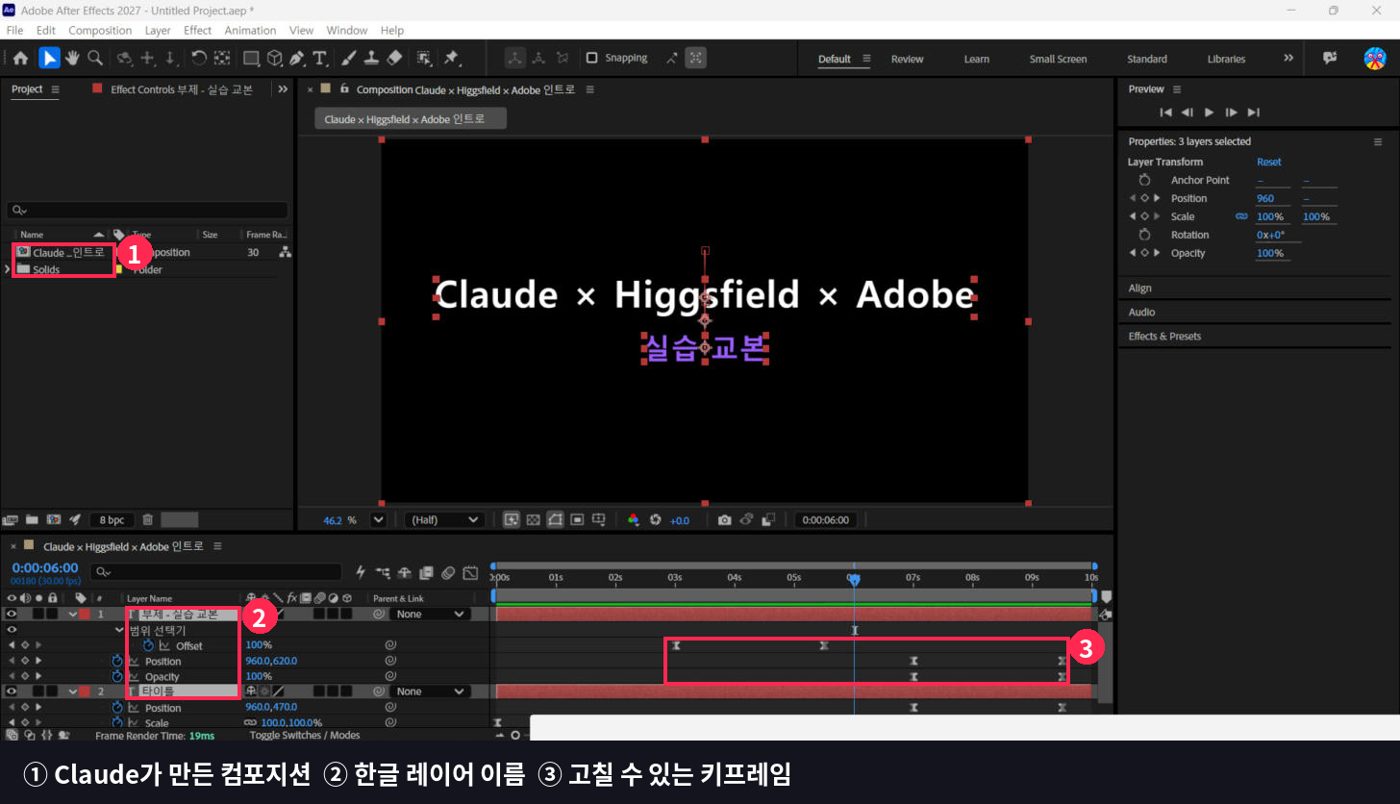 Adobe After Effects 2027 - Untitled Project.aep *
File Edit Composition Layer Effect Animation View Window Help
Snapping Default Review Learn Small Screen Standard Libraries
Project Effect Controls 부제 - 실습 교본
Composition Claude × Higgsfield × Adobe 인트로
Claude × Higgsfield × Adobe 인트로
Name Type Size Frame Ra...
Claude _인트로 position 30
Solids Folder
1
Claude × Higgsfield × Adobe
실습 교본
8 bpc
46.2 % (Half) +0.0 0:00:06:00
Preview
Properties: 3 layers selected
Layer Transform Reset
Anchor Point – –
Position 960 –
Scale 100% 100%
Rotation 0x+0°
Opacity 100%
Align
Audio
Effects & Presets
Claude × Higgsfield × Adobe 인트로
0:00:06:00
00180 (30.00 fps)
:00s 01s 02s 03s 04s 05s 06s 07s 08s 09s 10s
# Layer Name Parent & Link
1 T 부제 - 실습 교본 None
2
범위 선택기
Offset 100%
Position 960.0,620.0
Opacity 100%
3
2 T 타이틀 None
Position 960.0,470.0
Scale 100.0,100.0%
Frame Render Time: 19ms Toggle Switches / Modes
① Claude가 만든 컴포지션 ② 한글 레이어 이름 ③ 고칠 수 있는 키프레임